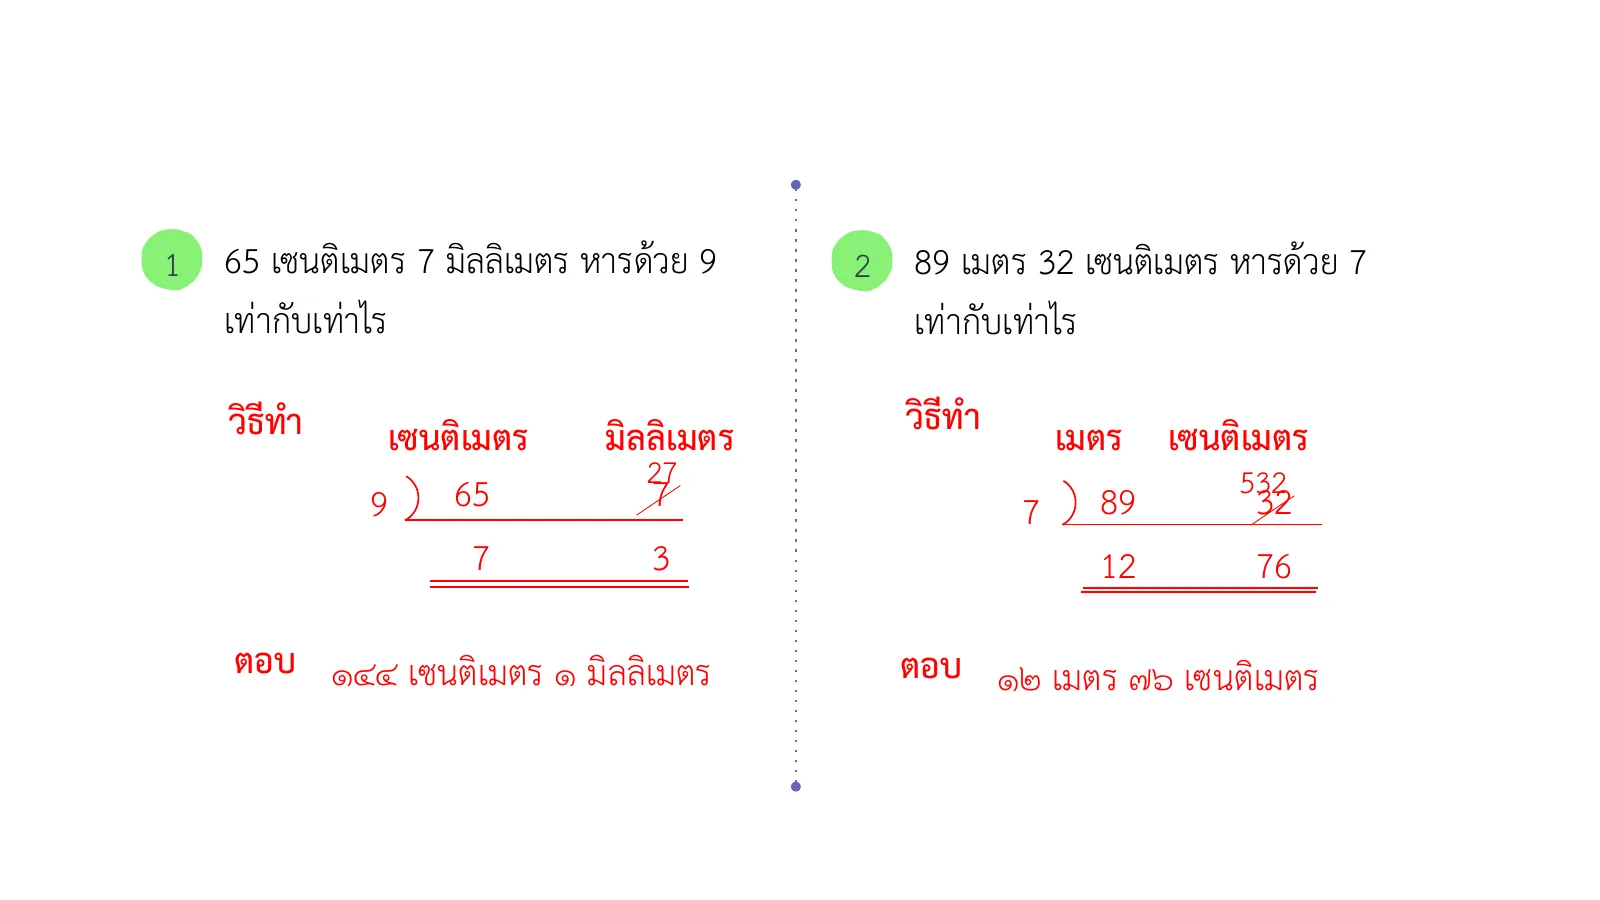 1
65 เซนติเมตร 7 มิลลิเมตร หารด้วย 9
เท่ากับเท่าไร
วิธีทำ
เซนติเมตร มิลลิเมตร
27
9 ) 65 7
7 3
ตอบ ๑๔๔ เซนติเมตร ๑ มิลลิเมตร
2
89 เมตร 32 เซนติเมตร หารด้วย 7
เท่ากับเท่าไร
วิธีทำ
เมตร เซนติเมตร
532
7 ) 89 32
12 76
ตอบ ๑๒ เมตร ๗๖ เซนติเมตร